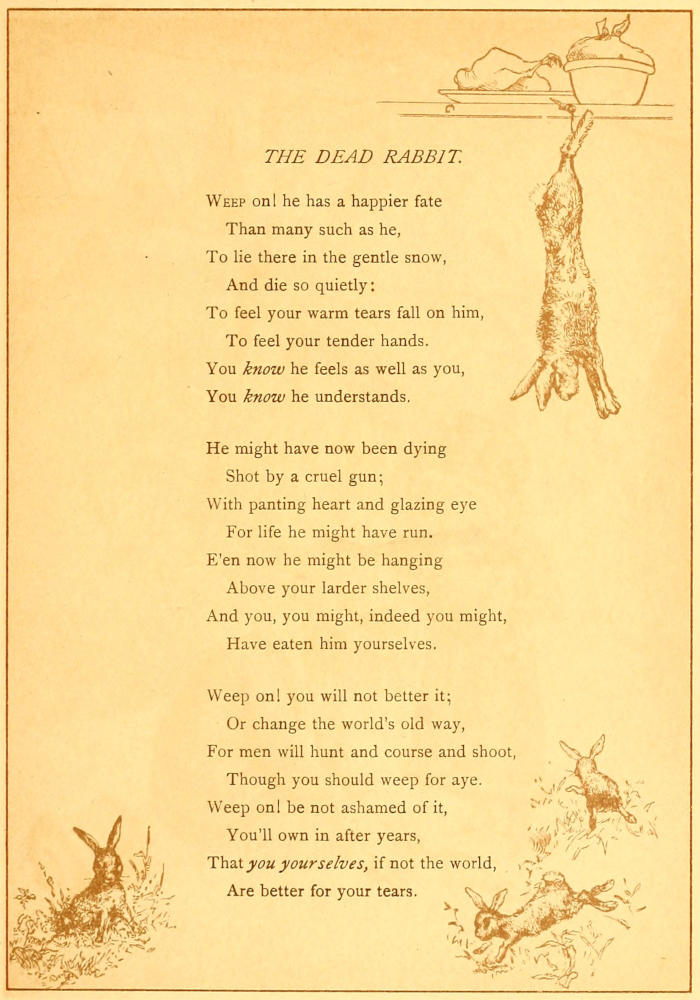 THE DEAD RABBIT.
WEEP on! he has a happier fate
Than many such as he,
To lie there in the gentle snow,
And die so quietly:
To feel your warm tears fall on him,
To feel your tender hands.
You know he feels as well as you,
You know he understands.
He might have now been dying
Shot by a cruel gun;
With panting heart and glazing eye
For life he might have run.
E'en now he might be hanging
Above your larder shelves,
And you, you might, indeed you might,
Have eaten him yourselves.
Weep on! you will not better it;
Or change the world's old way,
For men will hunt and course and shoot,
Though you should weep for aye.
Weep on! be not ashamed of it,
You'll own in after years,
That you yourselves, if not the world,
Are better for your tears.